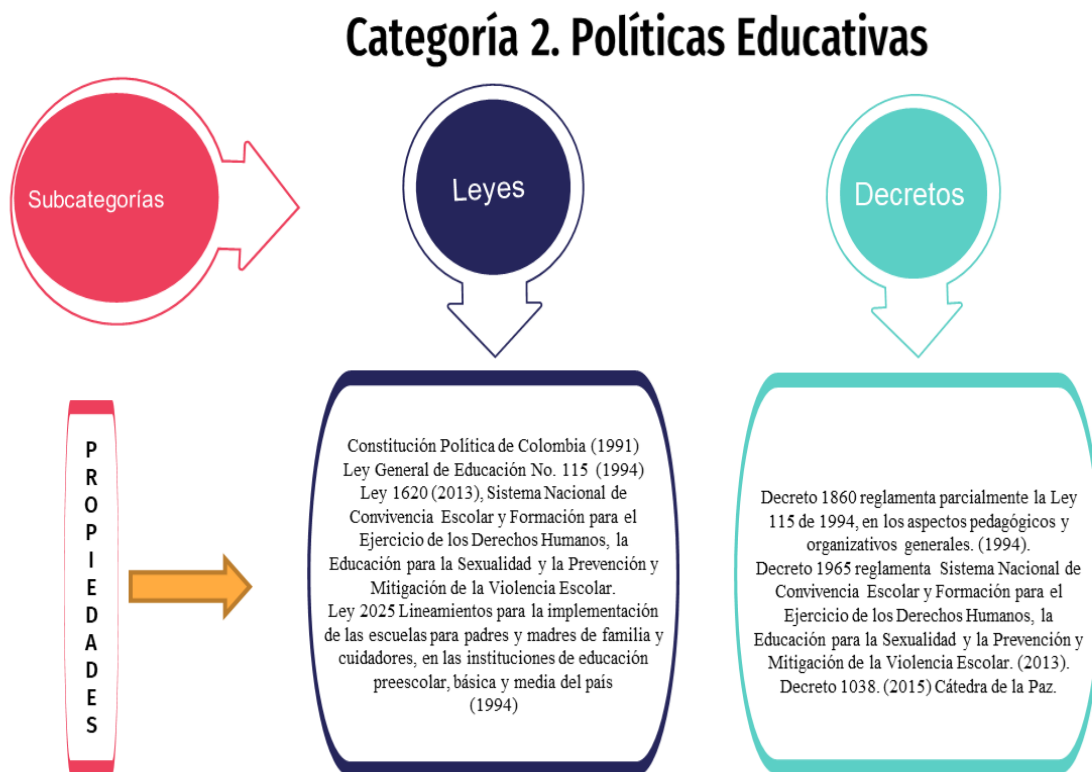 Categoría 2. Políticas Educativas
Subcategorías
Leyes
Decretos
PROPIEDADES
Constitución Política de Colombia (1991)
Ley General de Educación No. 115 (1994)
Ley 1620 (2013), Sistema Nacional de
Convivencia Escolar y Formación para el
Ejercicio de los Derechos Humanos, la
Educación para la Sexualidad y la Prevención y
Mitigación de la Violencia Escolar.
Ley 2025 Lineamientos para la implementación
de las escuelas para padres y madres de familia y
cuidadores, en las instituciones de educación
preescolar, básica y media del país
(1994)
Decreto 1860 reglamenta parcialmente la Ley
115 de 1994, en los aspectos pedagógicos y
organizativos generales. (1994).
Decreto 1965 reglamenta Sistema Nacional de
Convivencia Escolar y Formación para el
Ejercicio de los Derechos Humanos, la
Educación para la Sexualidad y la Prevención y
Mitigación de la Violencia Escolar. (2013).
Decreto 1038. (2015) Cátedra de la Paz.